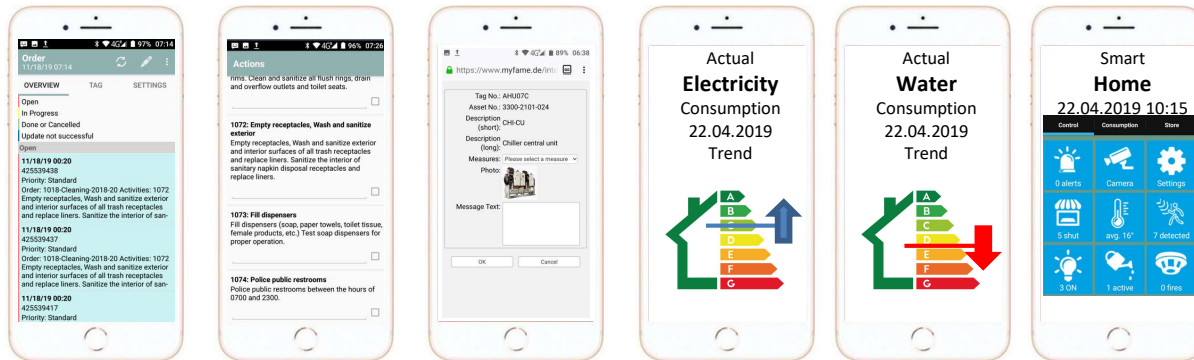 4G 97% 07:14
Order
11/18/19 07:14
OVERVIEW TAG SETTINGS
Open
In Progress
Done or Cancelled
Update not successful
Open
11/18/19 00:20
425539438
Priority: Standard
Order: 1018-Cleaning-2018-20 Activities: 1072
Empty receptacles, Wash and sanitize exterior
and interior surfaces of all trash receptacles
and replace liners. Sanitize the interior of san-
11/18/19 00:20
425539437
Priority: Standard
Order: 1018-Cleaning-2018-20 Activities: 1072
Empty receptacles, Wash and sanitize exterior
and interior surfaces of all trash receptacles
and replace liners. Sanitize the interior of san-
11/18/19 00:20
425539417
Priority: Standard
4G 96% 07:26
Actions
rims. Clean and sanitize all flush rings, drain
and overflow outlets and toilet seats.
1072: Empty receptacles, Wash and sanitize
exterior
Empty receptacles, Wash and sanitize exterior
and interior surfaces of all trash receptacles
and replace liners. Sanitize the interior of
sanitary napkin disposal receptacles and
replace liners.
1073: Fill dispensers
Fill dispensers (soap, paper towels, toilet tissue,
female products, etc.) Test soap dispensers for
proper operation.
1074: Police public restrooms
Police public restrooms between the hours of
0700 and 2300.
4G 89% 06:38
https://www.myfame.de/inte
Tag No.: AHU07C
Asset No.: 3300-2101-024
Description (short): CHI-CU
Description (long): Chiller central unit
Measures: Please select a measure
Photo:
Message Text:
OK Cancel
Actual
Electricity
Consumption
22.04.2019
Trend
A
B
C
D
E
F
G
Actual
Water
Consumption
22.04.2019
Trend
A
B
C
D
E
F
G
Smart
Home
22.04.2019 10:15
Control Consumption Store
0 alerts Camera Settings
5 shut avg. 16° 7 detected
3 ON 1 active 0 fires